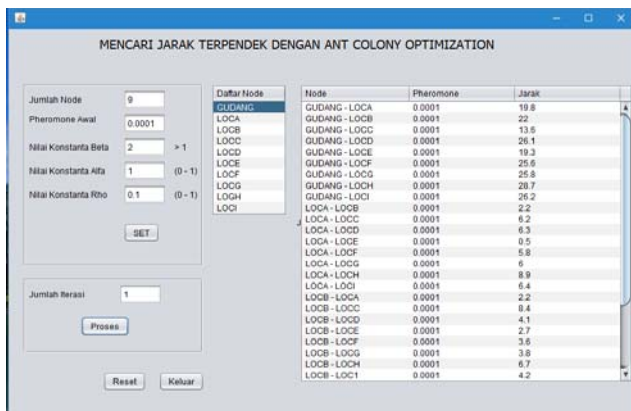 MENCARI JARAK TERPENDEK DENGAN ANT COLONY OPTIMIZATION
Jumlah Node 9
Pheromone Awal 0.0001
Nilai Konstanta Beta 2 > 1
Nilai Konstanta Alfa 1 (0 - 1)
Nilai Konstanta Rho 0.1 (0 - 1)
SET
Jumlah Iterasi 1
Proses
Reset Keluar
Daftar Node
GUDANG
LOCA
LOCB
LOCC
LOCD
LOCE
LOCF
LOCG
LOGH
LOCI
Node Pheromone Jarak
GUDANG - LOCA 0.0001 19.8
GUDANG - LOCB 0.0001 22
GUDANG - LOCC 0.0001 13.6
GUDANG - LOCD 0.0001 26.1
GUDANG - LOCE 0.0001 19.3
GUDANG - LOCF 0.0001 25.6
GUDANG - LOCG 0.0001 25.8
GUDANG - LOCH 0.0001 28.7
GUDANG - LOCI 0.0001 26.2
LOCA - LOCB 0.0001 2.2
LOCA - LOCC 0.0001 6.2
LOCA - LOCD 0.0001 6.3
LOCA - LOCE 0.0001 0.5
LOCA - LOCF 0.0001 5.8
LOCA - LOCG 0.0001 6
LOCA - LOCH 0.0001 8.9
LOCA - LOCI 0.0001 6.4
LOCB - LOCA 0.0001 2.2
LOCB - LOCC 0.0001 8.4
LOCB - LOCD 0.0001 4.1
LOCB - LOCE 0.0001 2.7
LOCB - LOCF 0.0001 3.6
LOCB - LOCG 0.0001 3.8
LOCB - LOCH 0.0001 6.7
LOCB - LOC1 0.0001 4.2